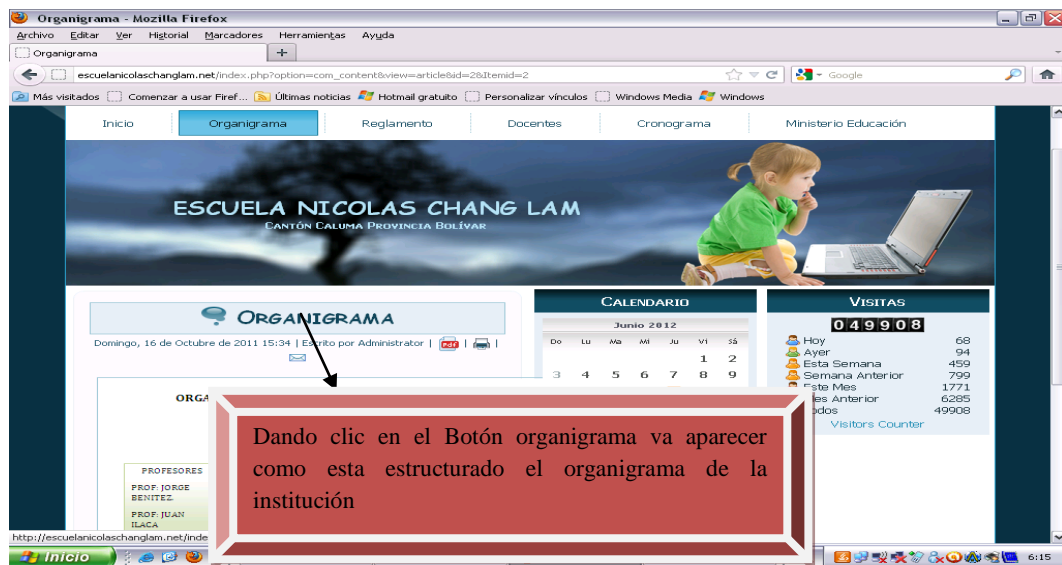 Organigrama - Mozilla Firefox
Archivo Editar Ver Historial Marcadores Herramientas Ayuda
Organigrama
escuelanicolaschanglam.net/index.php?option=com_content&view=article&id=2&Itemid=2
Google
Más visitados Comenzar a usar Firef... Últimas noticias Hotmail gratuito Personalizar vínculos Windows Media Windows
Inicio Organigrama Reglamento Docentes Cronograma Ministerio Educación
ESCUELA NICOLAS CHANG LAM
CANTÓN CALUMA PROVINCIA BOLÍVAR
ORGANIGRAMA
Domingo, 16 de Octubre de 2011 15:34 | Escrito por Administrator | PDF | |
CALENDARIO
Junio 2012
Do Lu Ma Mi Ju Vi Sá
1 2
3 4 5 6 7 8 9
VISITAS
049908
Hoy 68
Ayer 94
Esta Semana 459
Semana Anterior 799
Este Mes 1771
es Anterior 6285
odos 49908
Visitors Counter
ORGA
PROFESORES
PROF: JORGE
BENITEZ
PROF: JUAN
ILACA
Dando clic en el Botón organigrama va aparecer
como esta estructurado el organigrama de la
institución
http://escuelanicolaschanglam.net/inde
Inicio
6:15